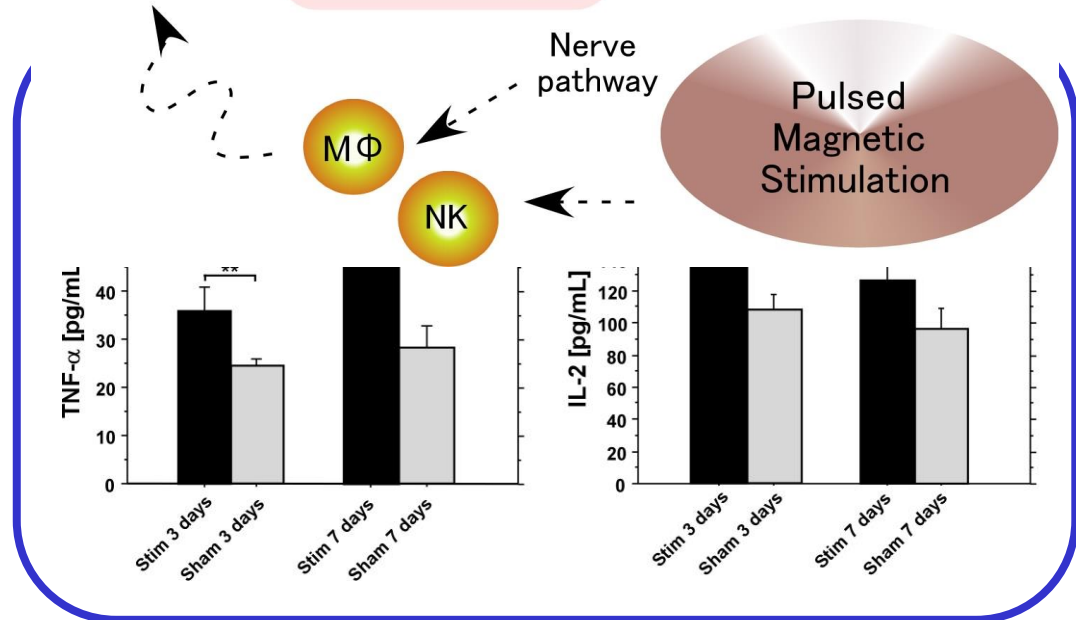 Nerve
pathway
Pulsed
Magnetic
Stimulation
MΦ
NK
**
TNF-α [pg/mL
40
30
20
10
0
Stim 3 days
Sham 3 days
Stim 7 days
Sham 7 days
IL-2 [pg/mL]
120
100
80
60
40
20
0
Stim 3 days
Sham 3 days
Stim 7 days
Sham 7 days